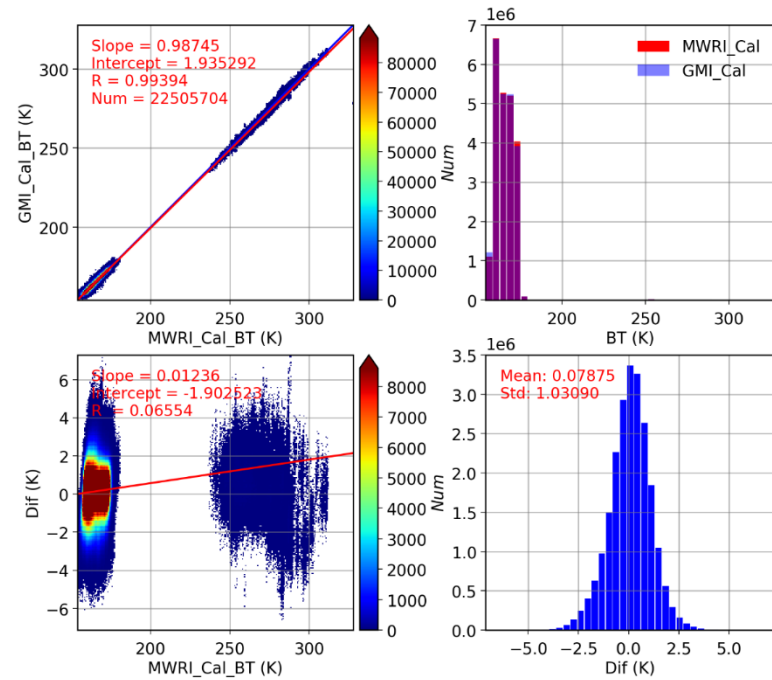 Slope = 0.98745
Intercept = 1.935292
R = 0.99394
Num = 22505704
300
250
200
GMI_Cal_BT (K)
200 250 300
MWRI_Cal_BT (K)
80000
70000
60000
50000
40000
30000
20000
10000
0
1e6
MWRI_Cal
GMI_Cal
7
6
5
4
3
2
1
0
Num
200 250 300
BT (K)
Slope = 0.01236
Intercept = -1.902523
R = 0.06554
6
4
2
0
−2
−4
−6
Dif (K)
200 250 300
MWRI_Cal_BT (K)
8000
7000
6000
5000
4000
3000
2000
1000
0
1e6
Mean: 0.07875
Std: 1.03090
3.5
3.0
2.5
2.0
1.5
1.0
0.5
0.0
Num
−5.0 −2.5 0.0 2.5 5.0
Dif (K)